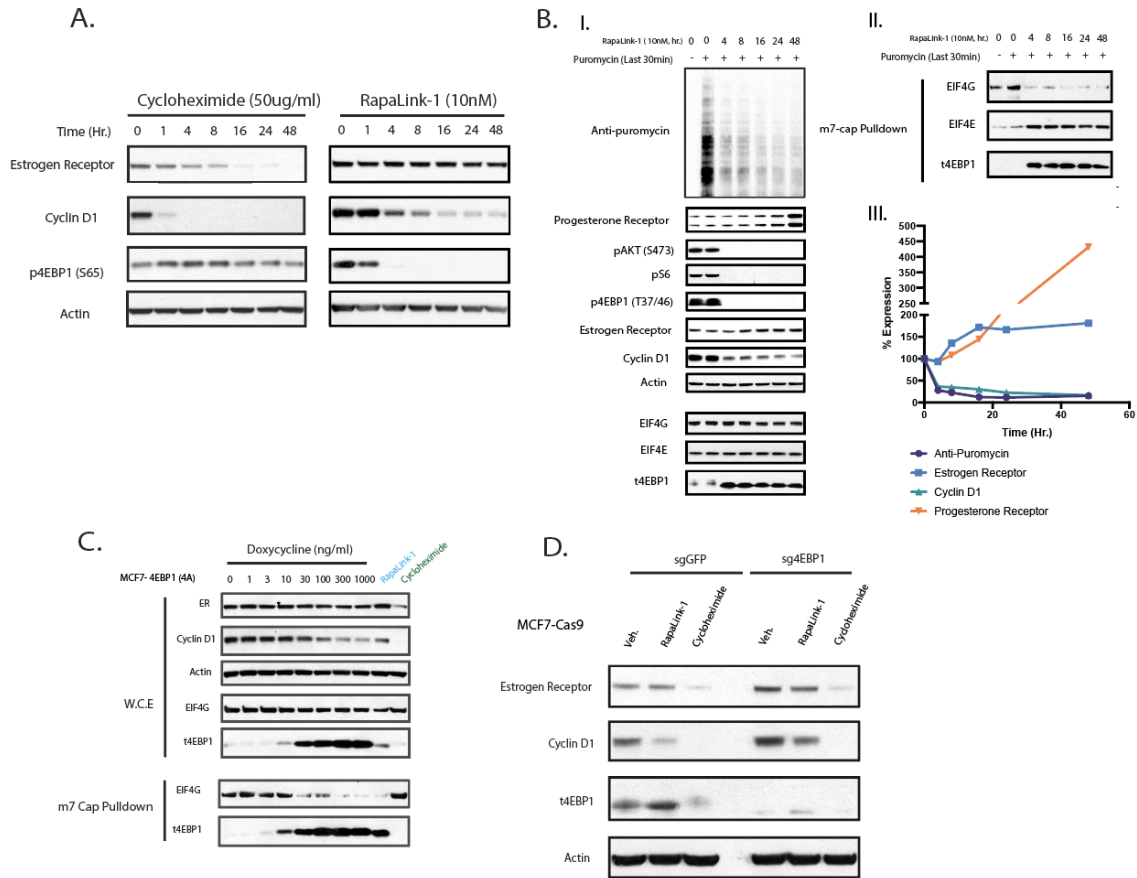 A.
Cycloheximide (50ug/ml) RapaLink-1 (10nM)
Time (Hr.) 0 1 4 8 16 24 48 0 1 4 8 16 24 48
Estrogen Receptor
Cyclin D1
p4EBP1 (S65)
Actin
B.
I.
RapaLink-1 ( 10nM, hr.) 0 0 4 8 16 24 48
Puromycin (Last 30min) - + + + + + +
Anti-puromycin
Progesterone Receptor
pAKT (S473)
pS6
p4EBP1 (T37/46)
Estrogen Receptor
Cyclin D1
Actin
EIF4G
EIF4E
t4EBP1
II.
RapaLink-1 (10nM, hr.) 0 0 4 8 16 24 48
Puromycin (Last 30min) - + + + + + +
m7-cap Pulldown
EIF4G
EIF4E
t4EBP1
III.
% Expression
500
450
400
350
300
250
200
150
100
50
0
0 20 40 60
Time (Hr.)
Anti-Puromycin
Estrogen Receptor
Cyclin D1
Progesterone Receptor
C.
Doxycycline (ng/ml)
MCF7- 4EBP1 (4A) 0 1 3 10 30 100 300 1000 RapaLink-1 Cycloheximide
W.C.E
ER
Cyclin D1
Actin
EIF4G
t4EBP1
m7 Cap Pulldown
EIF4G
t4EBP1
D.
sgGFP sg4EBP1
MCF7-Cas9
Veh. RapaLink-1 Cycloheximide Veh. RapaLink-1 Cycloheximide
Estrogen Receptor
Cyclin D1
t4EBP1
Actin